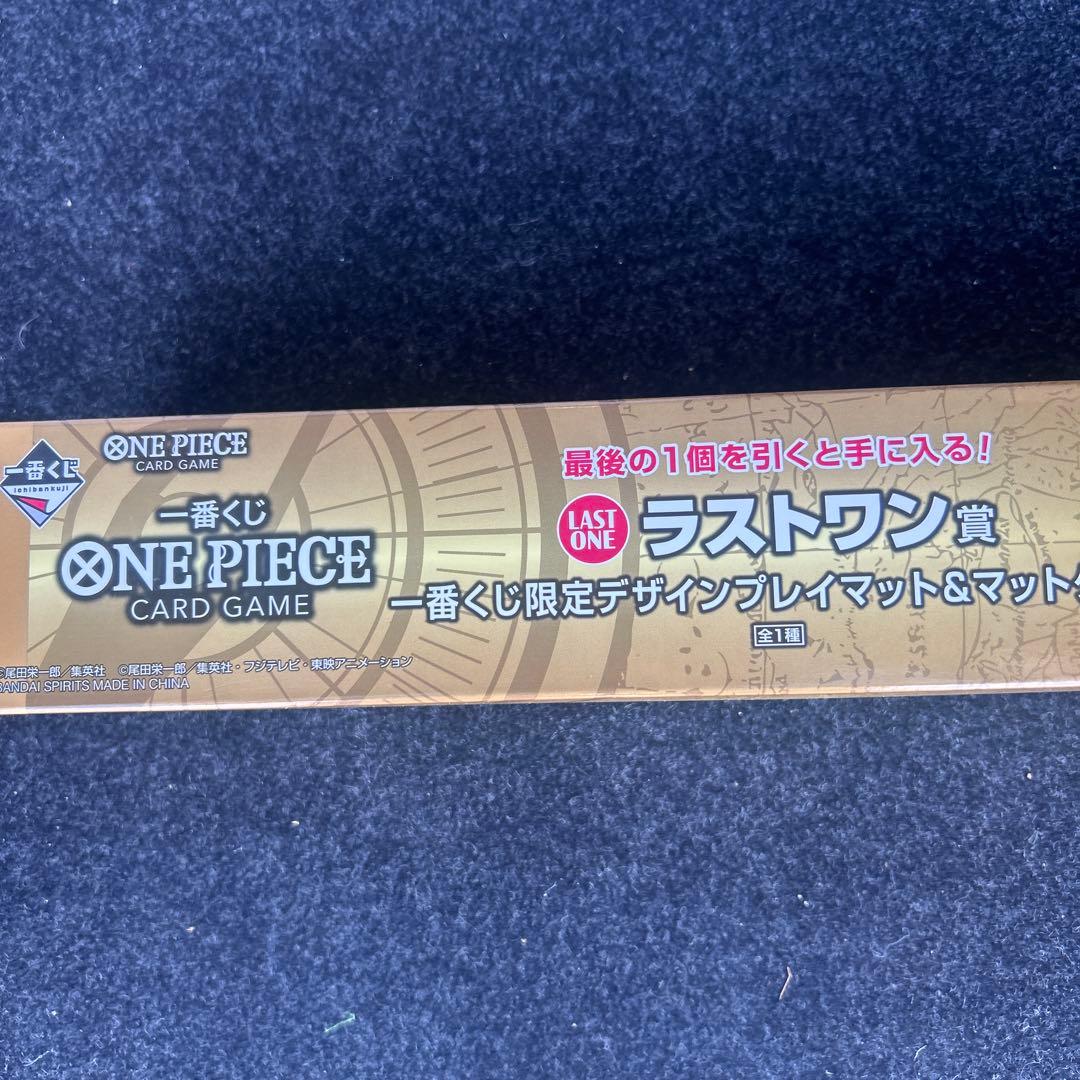 一番くじ
ichibankuji
ONE PIECE
CARD GAME
一番くじ
ONE PIECE
CARD GAME
©尾田栄一郎／集英社 ©尾田栄一郎／集英社・フジテレビ・東映アニメーション
BANDAI SPIRITS MADE IN CHINA
最後の1個を引くと手に入る！
LAST
ONE
ラストワン賞
一番くじ限定デザインプレイマット&マット
全1種